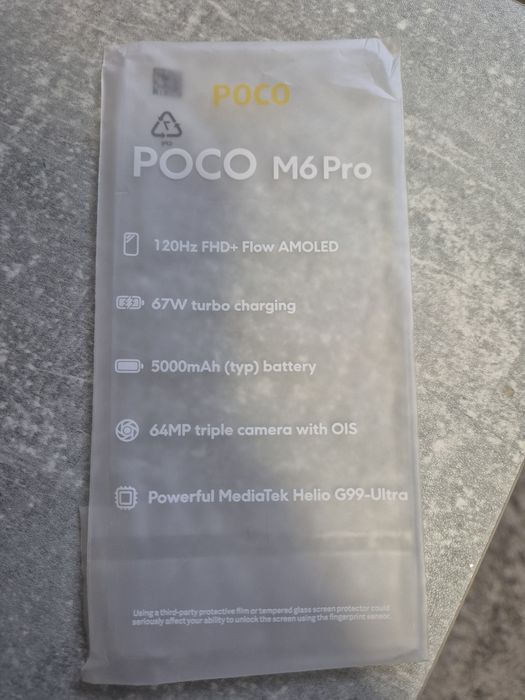 POCO
7
POCO M6 Pro
120Hz FHD+ Flow AMOLED
67W turbo charging
5000mAh (typ) battery
64MP triple camera with OIS
Powerful MediaTek Helio G99-Ultra
Using a third-party protective film or tempered glass screen protector could
seriously affect your ability to unlock the screen using the fingerprint sensor.